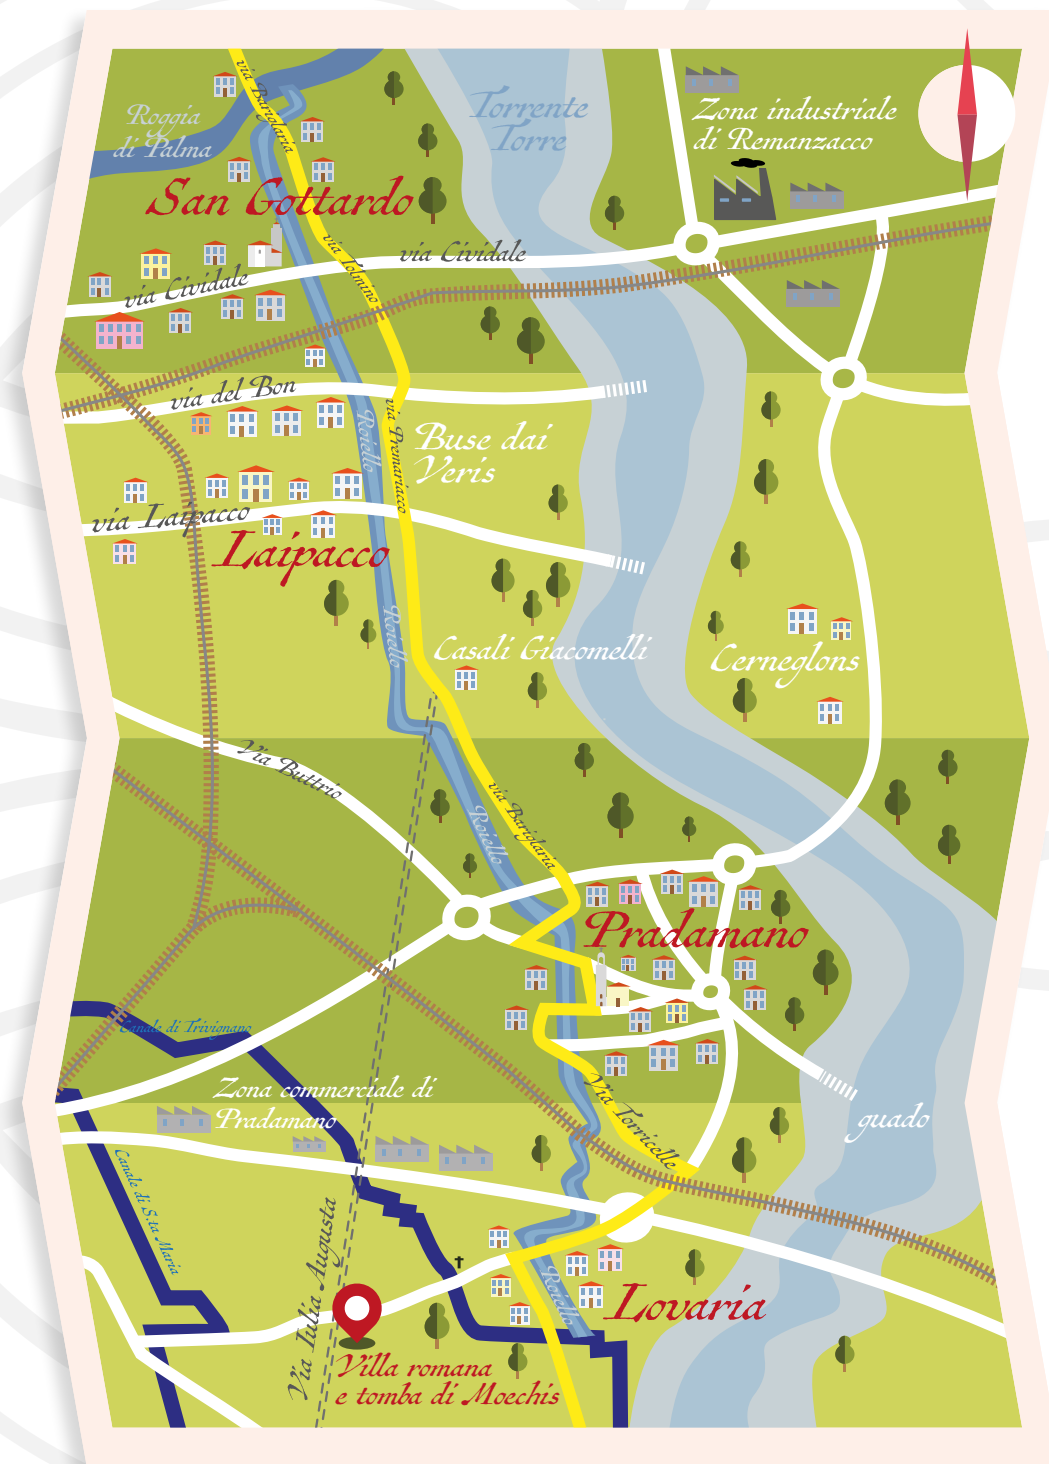 Roggia
di Palma
via Bariglaria
Torrente
Torre
Zona industriale
di Remanzacco
San Gottardo
via Cividale
via Tolmino
via Cividale
via del Bon
Roiello
via Premariacco
Buse dai
Veris
via Laipacco
Laipacco
Roiello
Casali Giacomelli
Cerneglons
Via Buttrio
Roiello
via Bariglaria
Pradamano
Canale di Trivignano
Zona commerciale di
Pradamano
Via Torricelle
guado
Canale di S.ta Maria
Via Iulia Augusta
Roiello
Lovaria
Villa romana
e tomba di Moechis